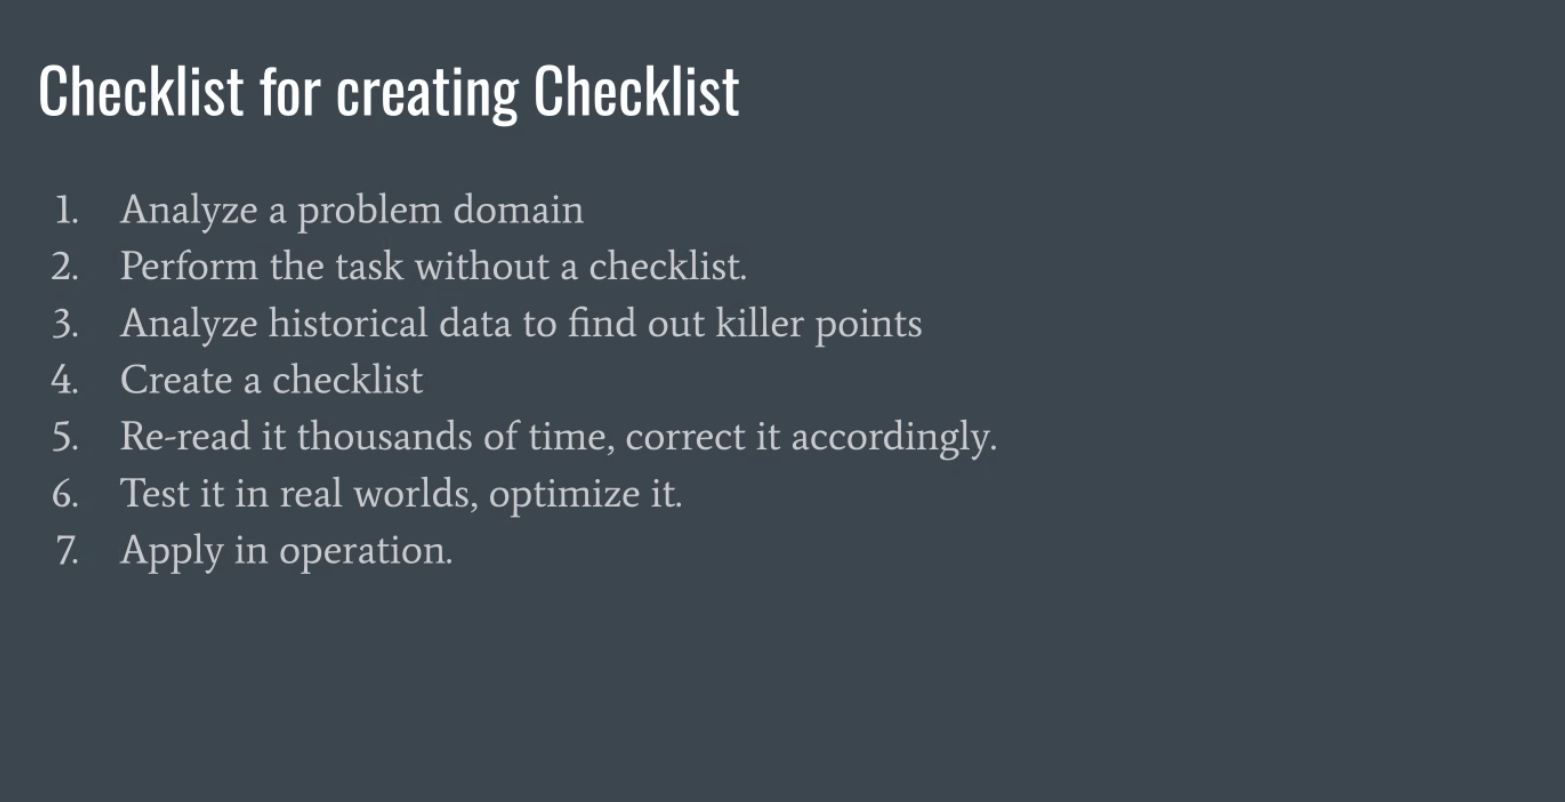 Checklist for creating Checklist
1. Analyze a problem domain
2. Perform the task without a checklist.
3. Analyze historical data to find out killer points
4. Create a checklist
5. Re-read it thousands of time, correct it accordingly.
6. Test it in real worlds, optimize it.
7. Apply in operation.